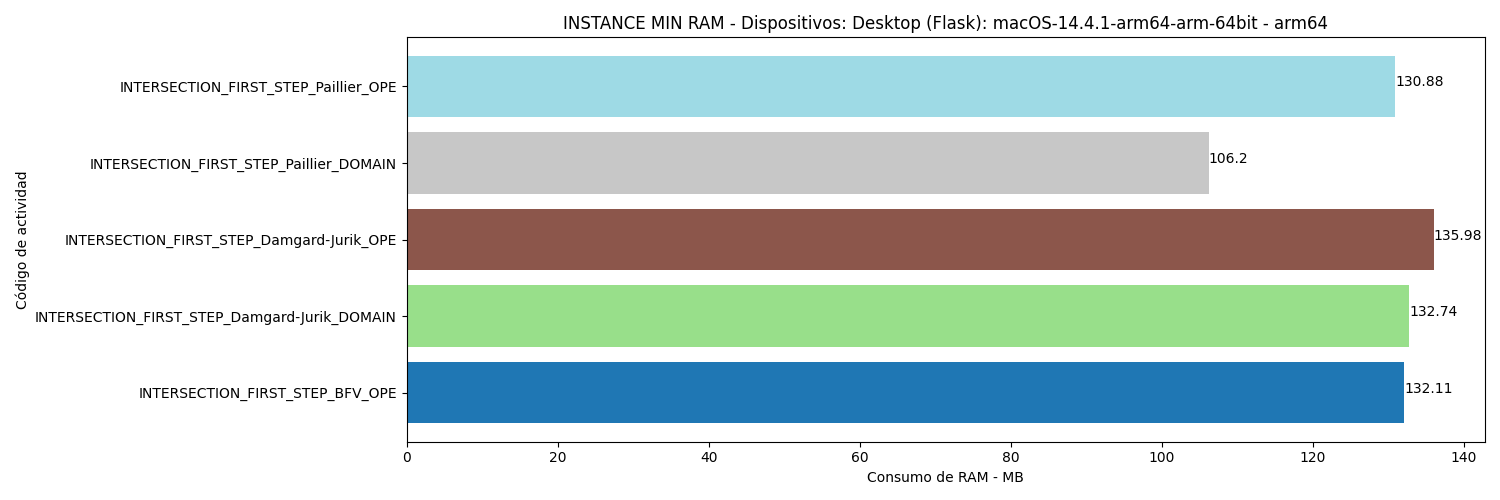 INSTANCE MIN RAM - Dispositivos: Desktop (Flask): macOS-14.4.1-arm64-arm-64bit - arm64
Código de actividad
INTERSECTION_FIRST_STEP_Paillier_OPE
130.88
INTERSECTION_FIRST_STEP_Paillier_DOMAIN
106.2
INTERSECTION_FIRST_STEP_Damgard-Jurik_OPE
135.98
INTERSECTION_FIRST_STEP_Damgard-Jurik_DOMAIN
132.74
INTERSECTION_FIRST_STEP_BFV_OPE
132.11
0 20 40 60 80 100 120 140
Consumo de RAM - MB